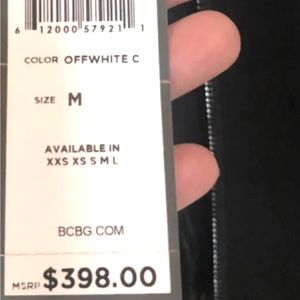 6 12000 57921 1
COLOR OFFWHITE C
SIZE M
AVAILABLE IN
XXS XS S M L
BCBG.COM
MSRP $398.00